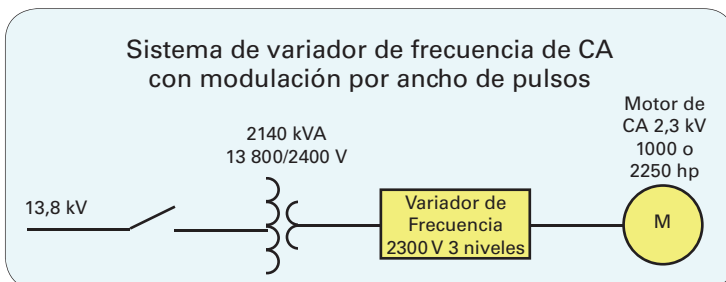 Sistema de variador de frecuencia de CA
con modulación por ancho de pulsos
Motor de
CA 2,3 kV
1000 o
2250 hp
2140 kVA
13 800/2400 V
13,8 kV
Variador de
Frecuencia
2300 V 3 niveles
M